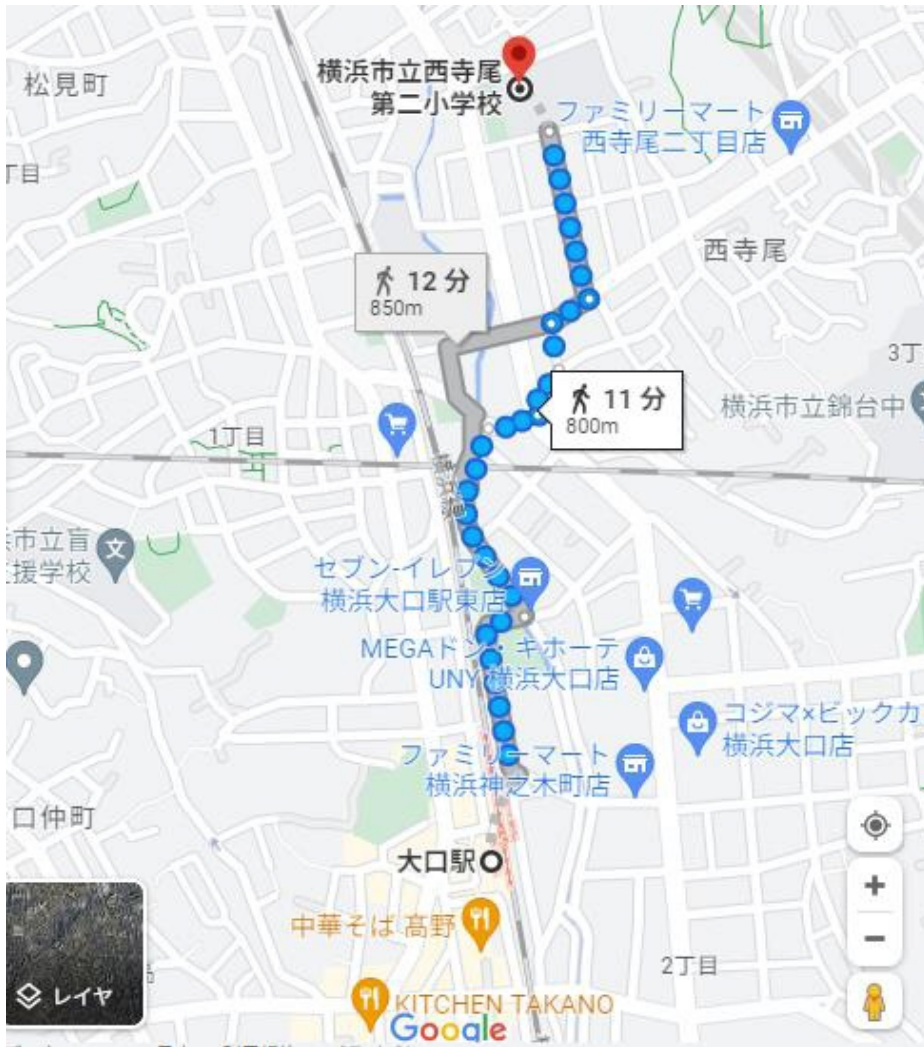 横浜市立西寺尾
第二小学校
松見町
ファミリーマート
西寺尾二丁目店
丁目
西寺尾
12 分
850m
3丁
11 分
800m
横浜市立錦台中
1丁目
横浜線
市立盲
援学校
セブン-イレブン
横浜大口駅東店
MEGAドン・キホーテ
UNY 横浜大口店
コジマ×ビックカ
横浜大口店
ファミリーマート
横浜神之木町店
口仲町
大口駅
中華そば 髙野
2丁目
レイヤ
KITCHEN TAKANO
Google